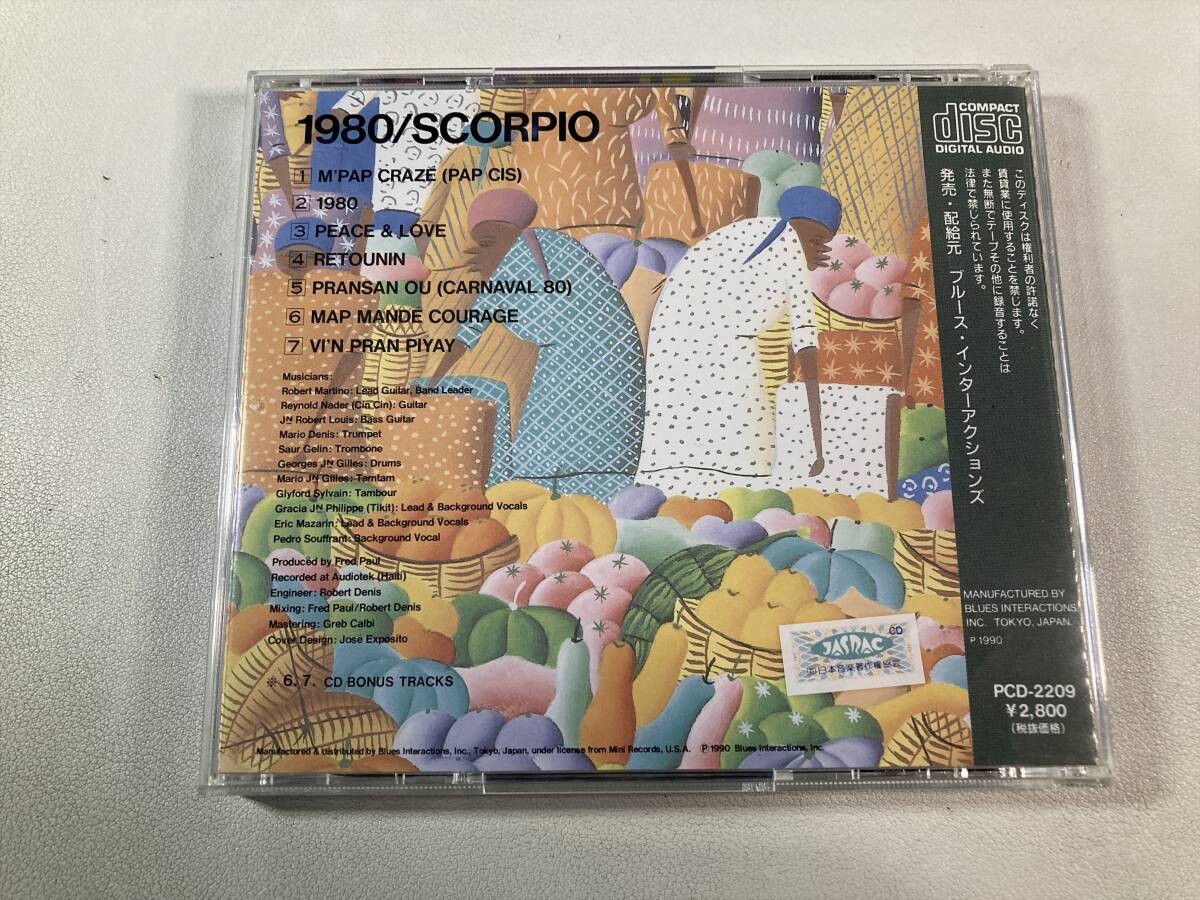 1980/SCORPIO
1 M'PAP CRAZE (PAP CIS)
2 1980
3 PEACE & LOVE
4 RETOUNIN
5 PRANSAN OU (CARNAVAL 80)
6 MAP MANDE COURAGE
7 VI'N PRAN PIYAY
Musicians:
Robert Martino: Lead Guitar, Band Leader
Reynold Nader (Cin Cin): Guitar
JN Robert Louis: Bass Guitar
Mario Denis: Trumpet
Saur Gelin: Trombone
Georges JN Gilles: Drums
Mario JN Gilles: Tamtam
Glyford Sylvain: Tambour
Gracia JN Philippe (Tikit): Lead & Background Vocals
Eric Mazarin: Lead & Background Vocals
Pedro Souffrant: Background Vocal
Produced by Fred Paul
Recorded at Audiotek (Haiti)
Engineer: Robert Denis
Mixing: Fred Paul/Robert Denis
Mastering: Greb Calbi
Cover Design: Jose Exposito
※ 6. 7. CD BONUS TRACKS
Manufactured & distributed by Blues Interactions, Inc., Tokyo, Japan, under license from Mini Records, U.S.A. ℗ 1990 Blues Interactions, Inc.
COMPACT
disc
DIGITAL AUDIO
このディスクは権利者の許諾なく
賃貸業に使用することを禁じます。
また無断でテープその他に録音することは
法律で禁じられています。
発売・配給元 ブルース・インターアクションズ
MANUFACTURED BY
BLUES INTERACTIONS
INC. TOKYO, JAPAN.
P 1990
PCD-2209
¥2,800
(税抜価格)
CD
JASRAC
(社)日本音楽著作権協会